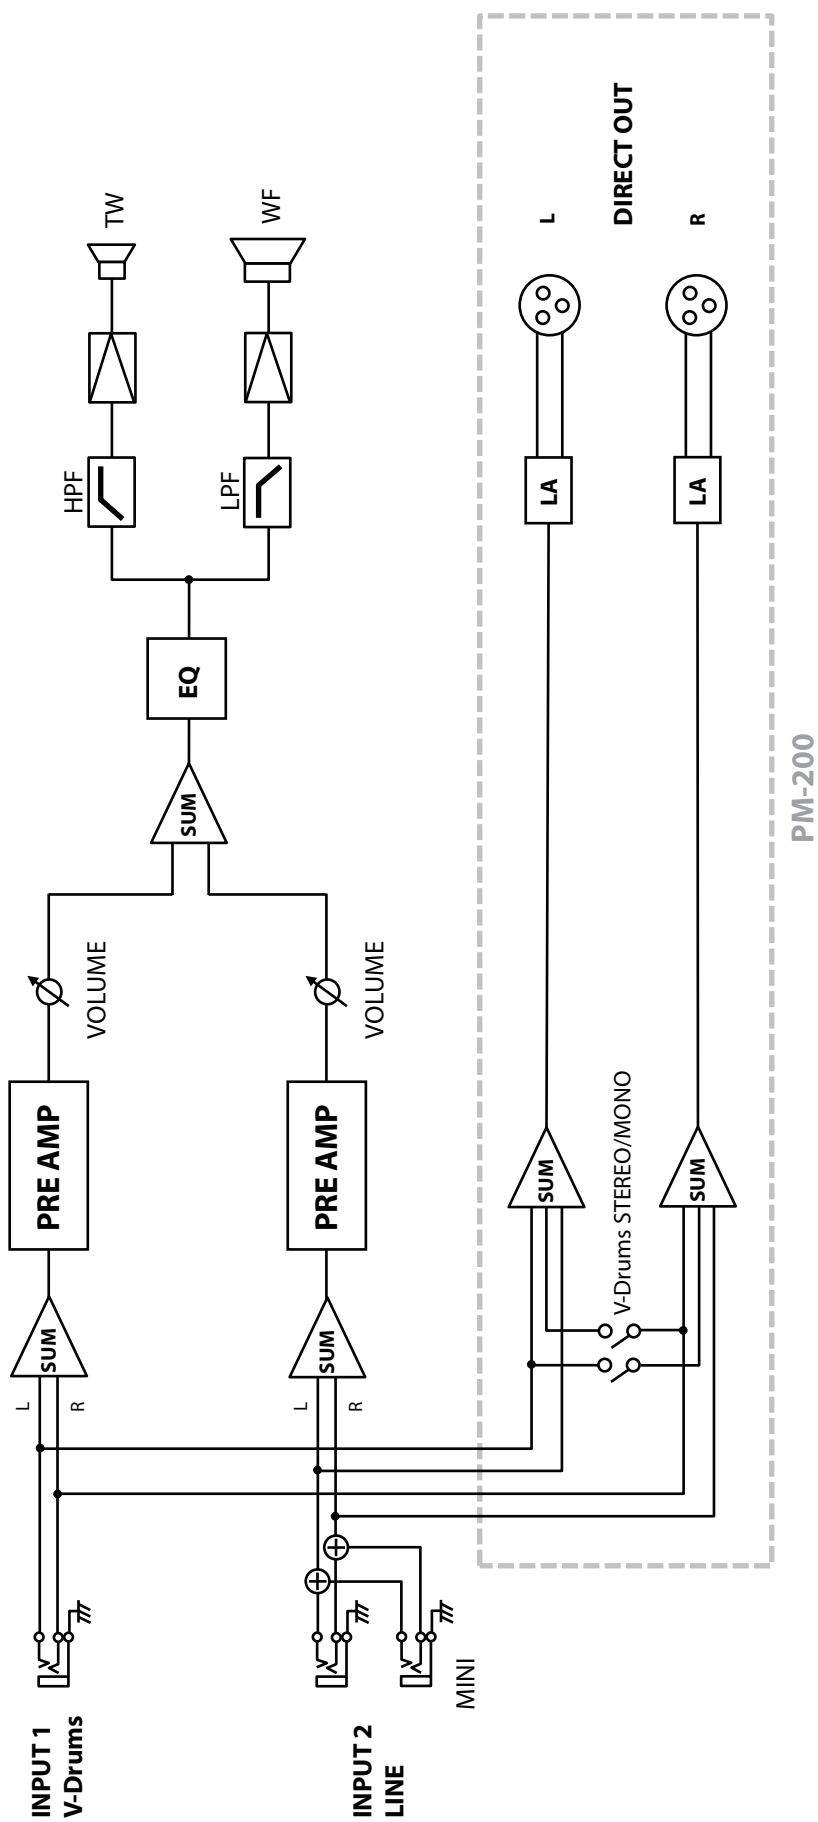 INPUT 1
V-Drums
L
R
SUM
PRE AMP
VOLUME
INPUT 2
LINE
MINI
L
R
SUM
PRE AMP
VOLUME
SUM
EQ
HPF
TW
LPF
WF
V-Drums STEREO/MONO
SUM
LA
L
SUM
LA
R
DIRECT OUT
PM-200